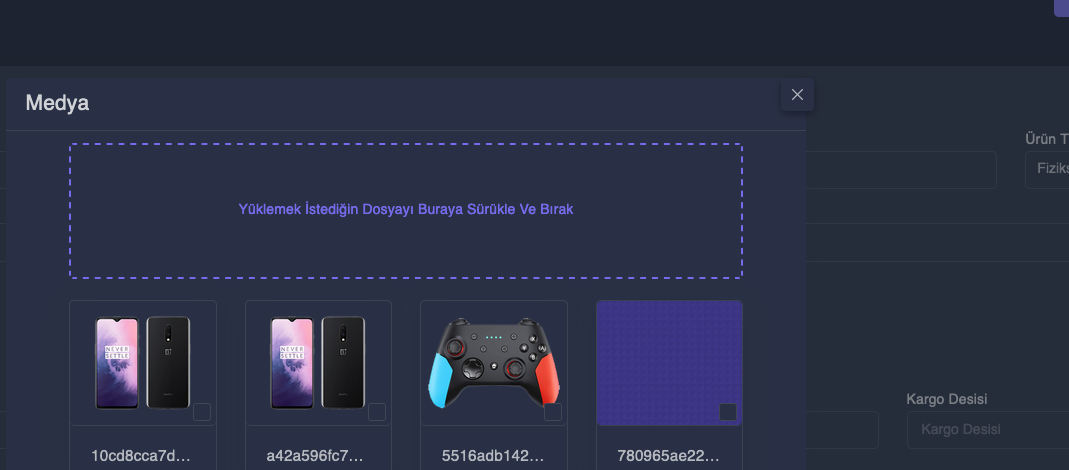 Medya
Ürün T
Fiziks
Yüklemek İstediğin Dosyayı Buraya Sürükle Ve Bırak
NEVER
SETTLE
NEVER
SETTLE
Kargo Desisi
Kargo Desisi
10cd8cca7d...
a42a596fc7...
5516adb142...
780965ae22...